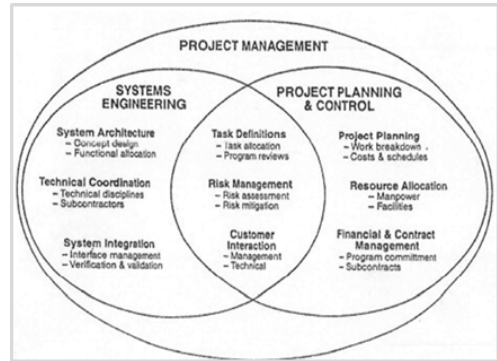 PROJECT MANAGEMENT
SYSTEMS
ENGINEERING
System Architecture
– Concept design
– Functional allocation
Technical Coordination
– Technical disciplines
– Subcontractors
System Integration
– Interface management
– Verification & validation
Task Definitions
– Task allocation
– Program reviews
Risk Management
– Risk assessment
– Risk mitigation
Customer
Interaction
– Management
– Technical
PROJECT PLANNING
& CONTROL
Project Planning
– Work breakdown
– Costs & schedules
Resource Allocation
– Manpower
– Facilities
Financial & Contract
Management
– Program commitment
– Subcontracts